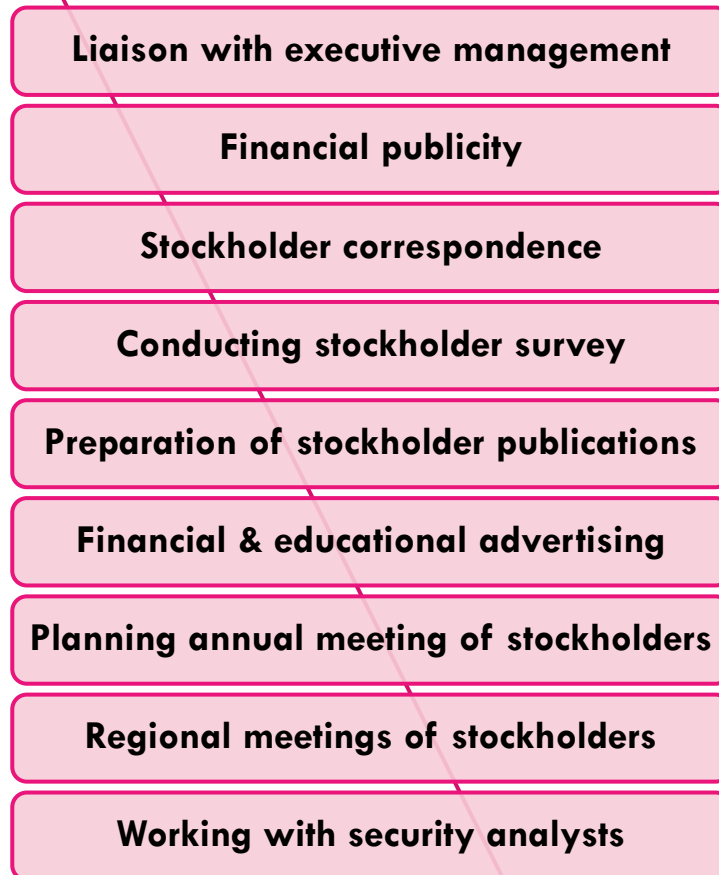 Liaison with executive management
Financial publicity
Stockholder correspondence
Conducting stockholder survey
Preparation of stockholder publications
Financial & educational advertising
Planning annual meeting of stockholders
Regional meetings of stockholders
Working with security analysts